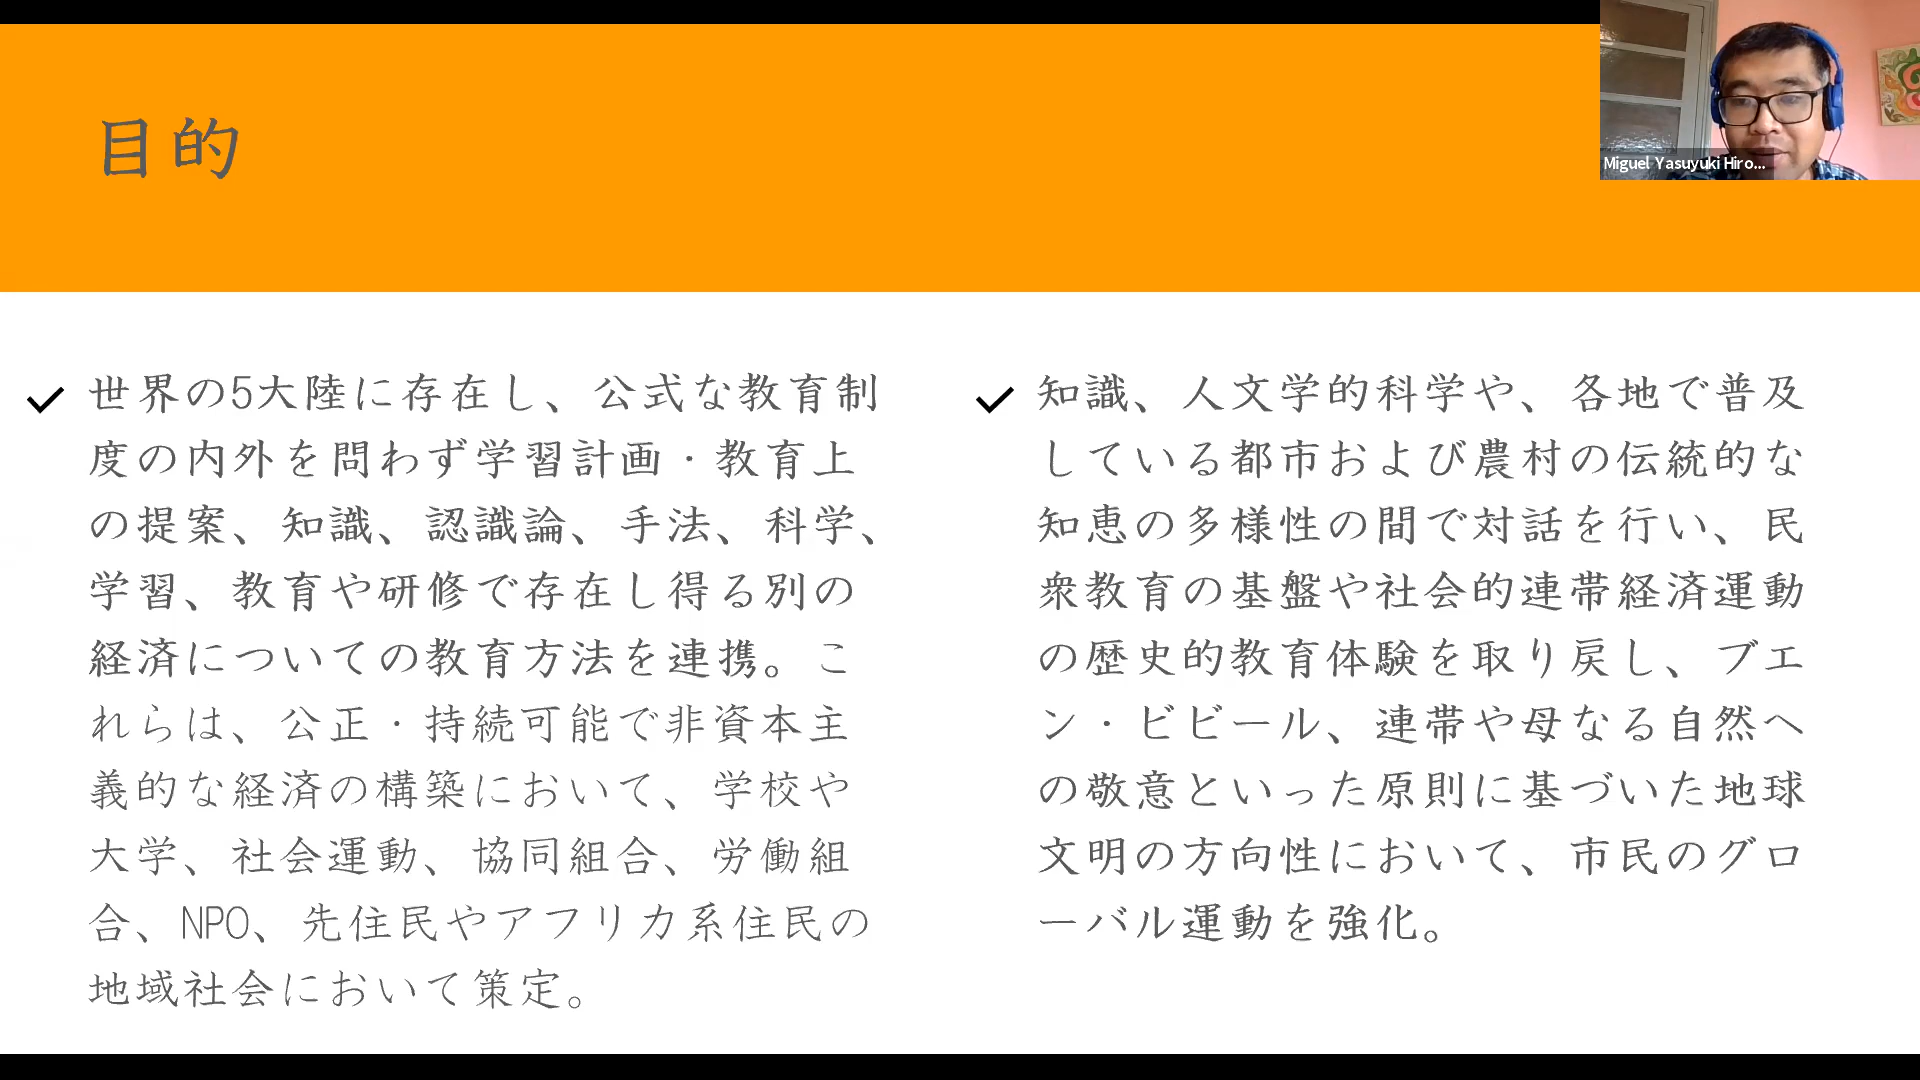 目的
Miguel Yasuyuki Hiro...
世界の5大陸に存在し、公式な教育制
度の内外を問わず学習計画・教育上
の提案、知識、認識論、手法、科学、
学習、教育や研修で存在し得る別の
経済についての教育方法を連携。こ
れらは、公正・持続可能で非資本主
義的な経済の構築において、学校や
大学、社会運動、協同組合、労働組
合、NPO、先住民やアフリカ系住民の
地域社会において策定。
知識、人文学的科学や、各地で普及
している都市および農村の伝統的な
知恵の多様性の間で対話を行い、民
衆教育の基盤や社会的連帯経済運動
の歴史的教育体験を取り戻し、ブエ
ン・ビビール、連帯や母なる自然へ
の敬意といった原則に基づいた地球
文明の方向性において、市民のグロ
ーバル運動を強化。